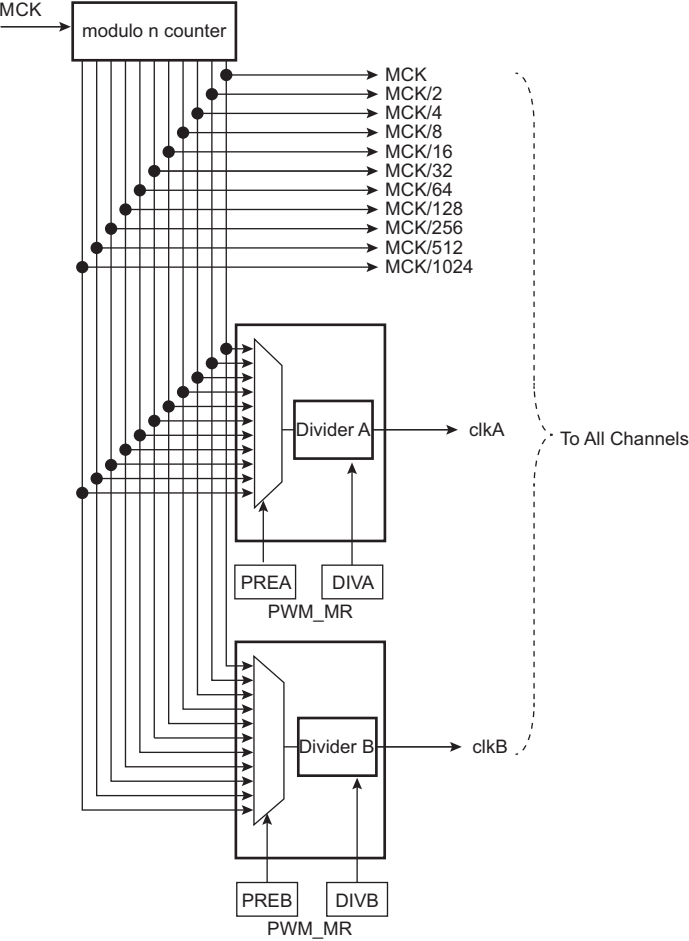 MCK
modulo n counter
MCK
MCK/2
MCK/4
MCK/8
MCK/16
MCK/32
MCK/64
MCK/128
MCK/256
MCK/512
MCK/1024
Divider A
clkA
To All Channels
PREA
DIVA
PWM_MR
Divider B
clkB
PREB
DIVB
PWM_MR